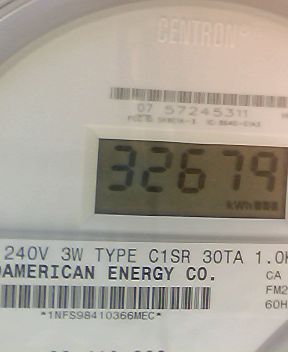 CENTRON
07 57245311
32679
kWh
240V 3W TYPE C1SR 30TA 1.0K
AMERICAN ENERGY CO.
CA
FM2
60H
*1NFS98410366MEC*